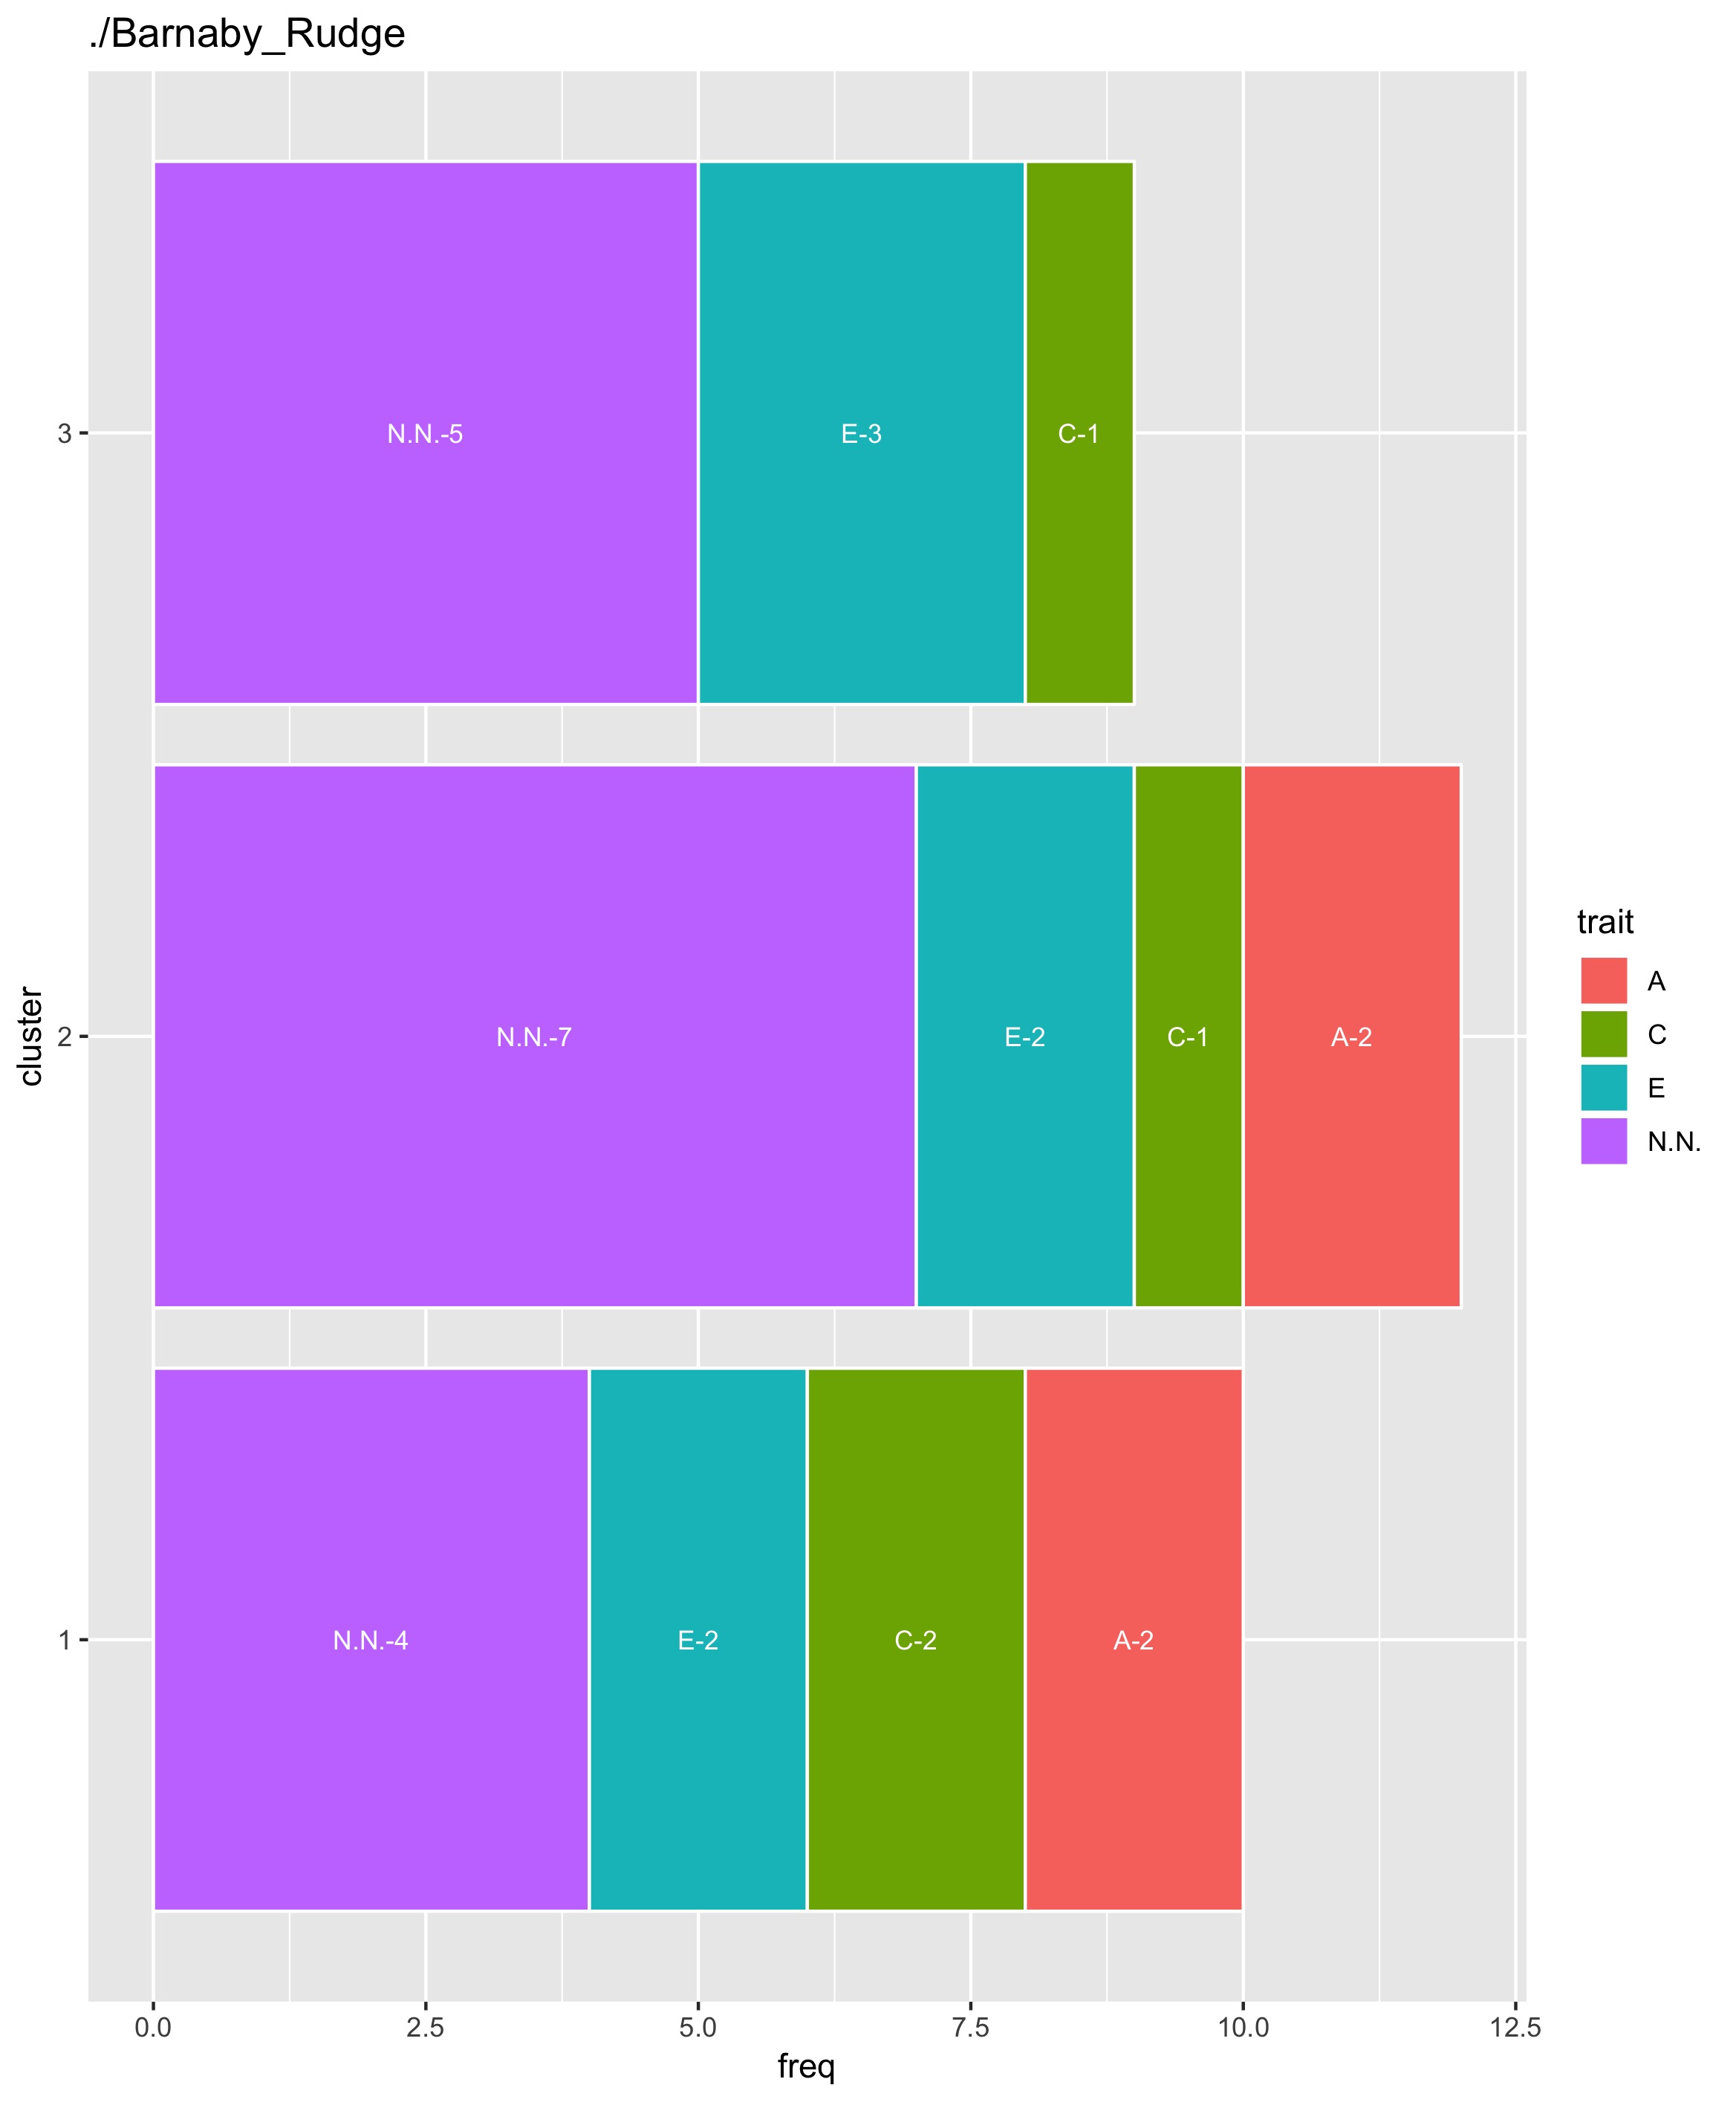 ./Barnaby_Rudge
3
N.N.-5 E-3 C-1
cluster
2
N.N.-7 E-2 C-1 A-2
1
N.N.-4 E-2 C-2 A-2
0.0 2.5 5.0 7.5 10.0 12.5
freq
trait
A
C
E
N.N.